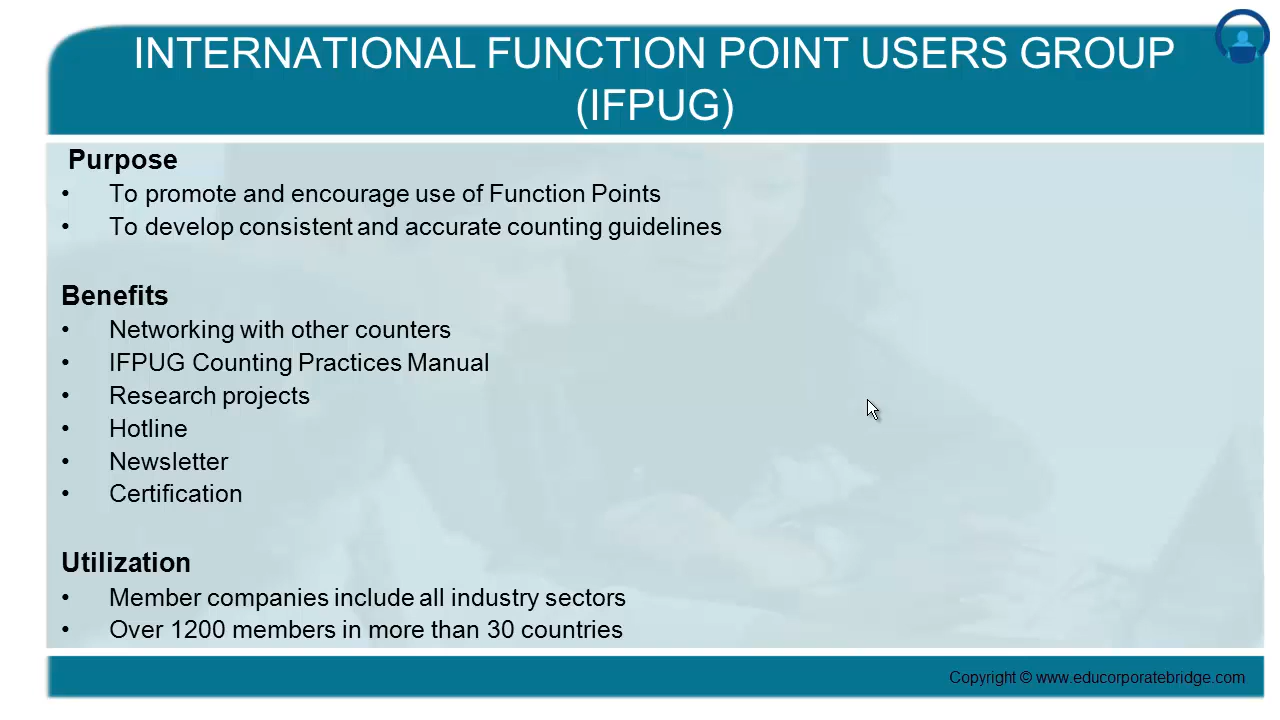 INTERNATIONAL FUNCTION POINT USERS GROUP
(IFPUG)
Purpose
• To promote and encourage use of Function Points
• To develop consistent and accurate counting guidelines
Benefits
• Networking with other counters
• IFPUG Counting Practices Manual
• Research projects
• Hotline
• Newsletter
• Certification
Utilization
• Member companies include all industry sectors
• Over 1200 members in more than 30 countries
Copyright © www.educorporatebridge.com